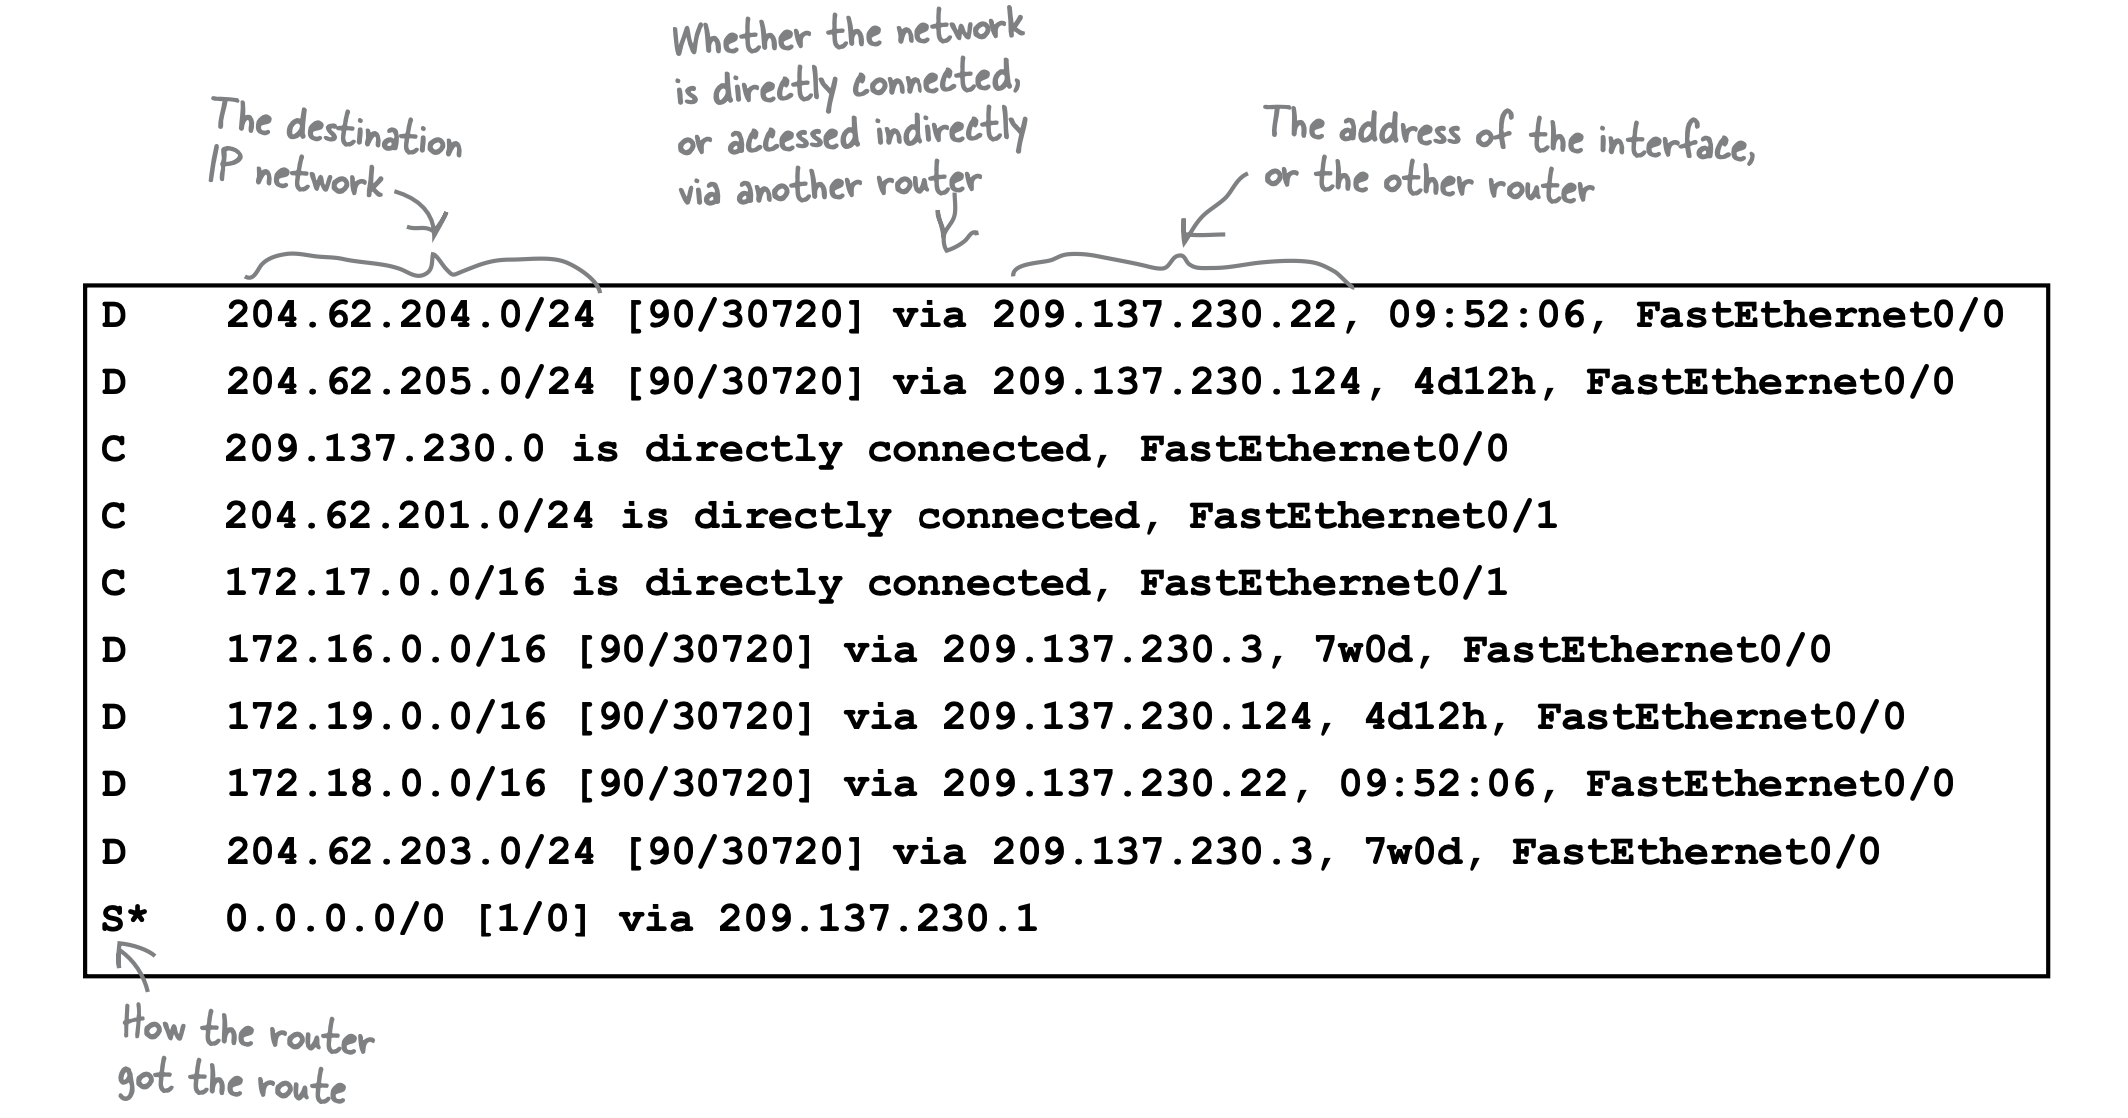 The destination
IP network
Whether the network
is directly connected,
or accessed indirectly
via another router
The address of the interface,
or the other router
D 204.62.204.0/24 [90/30720] via 209.137.230.22, 09:52:06, FastEthernet0/0
D 204.62.205.0/24 [90/30720] via 209.137.230.124, 4d12h, FastEthernet0/0
C 209.137.230.0 is directly connected, FastEthernet0/0
C 204.62.201.0/24 is directly connected, FastEthernet0/1
C 172.17.0.0/16 is directly connected, FastEthernet0/1
D 172.16.0.0/16 [90/30720] via 209.137.230.3, 7w0d, FastEthernet0/0
D 172.19.0.0/16 [90/30720] via 209.137.230.124, 4d12h, FastEthernet0/0
D 172.18.0.0/16 [90/30720] via 209.137.230.22, 09:52:06, FastEthernet0/0
D 204.62.203.0/24 [90/30720] via 209.137.230.3, 7w0d, FastEthernet0/0
S* 0.0.0.0/0 [1/0] via 209.137.230.1
How the router
got the route